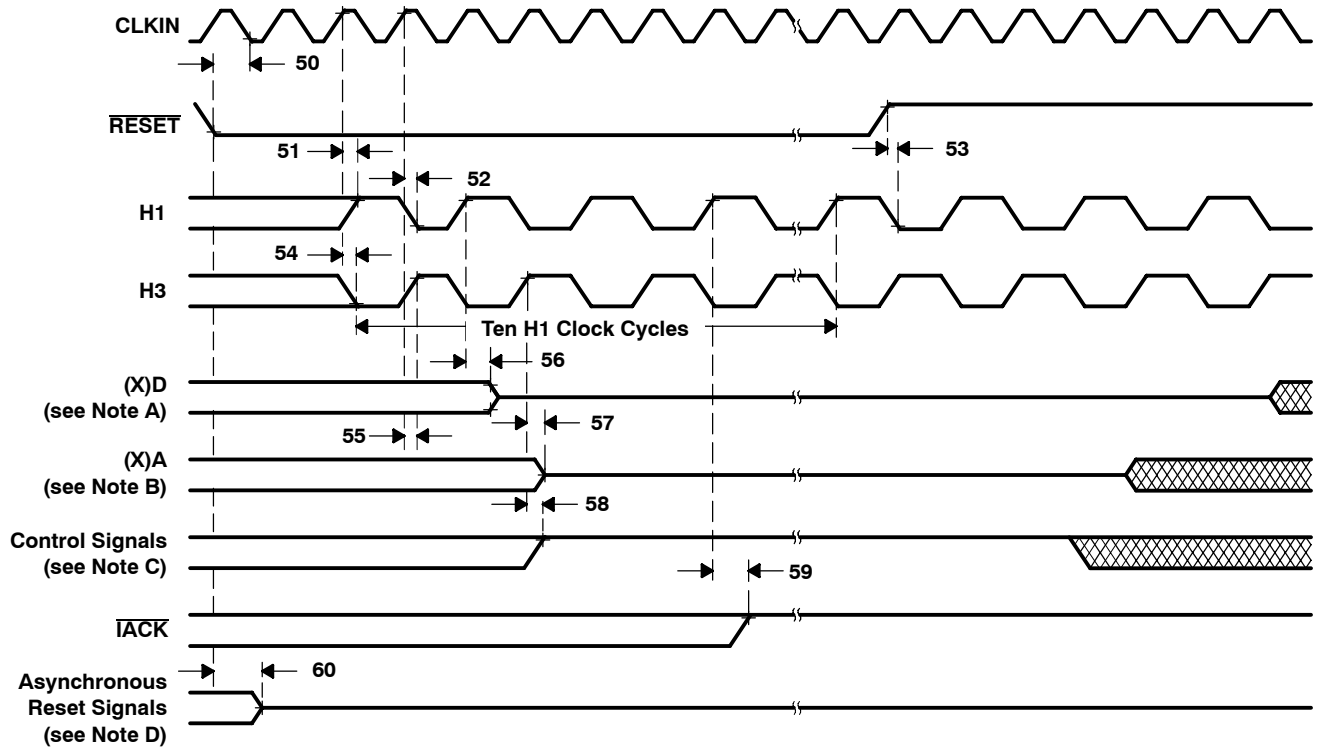 CLKIN
50
RESET
51
53
52
H1
54
H3
Ten H1 Clock Cycles
56
(X)D
(see Note A)
57
55
(X)A
(see Note B)
58
Control Signals
(see Note C)
59
IACK
60
Asynchronous
Reset Signals
(see Note D)